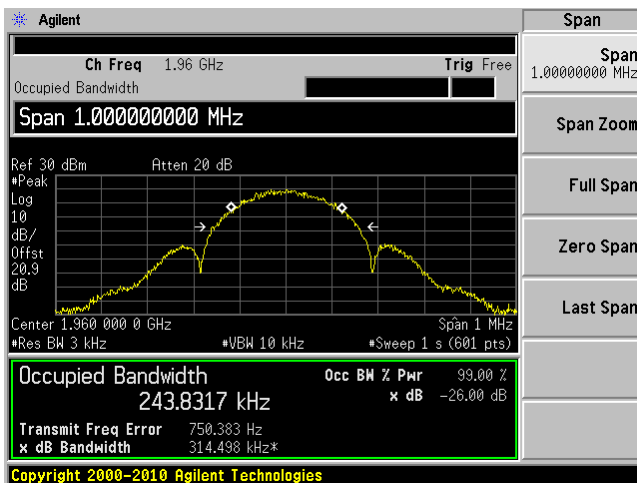 Agilent
Span
Ch Freq 1.96 GHz Trig Free
Occupied Bandwidth
Span 1.000000000 MHz
Ref 30 dBm Atten 20 dB
#Peak
Log
10
dB/
Offst
20.9
dB
Center 1.960 000 0 GHz Span 1 MHz
#Res BW 3 kHz #VBW 10 kHz #Sweep 1 s (601 pts)
Occupied Bandwidth Occ BW % Pwr 99.00 %
243.8317 kHz x dB -26.00 dB
Transmit Freq Error 750.383 Hz
x dB Bandwidth 314.498 kHz*
Copyright 2000-2010 Agilent Technologies
Span
1.00000000 MHz
Span Zoom
Full Span
Zero Span
Last Span